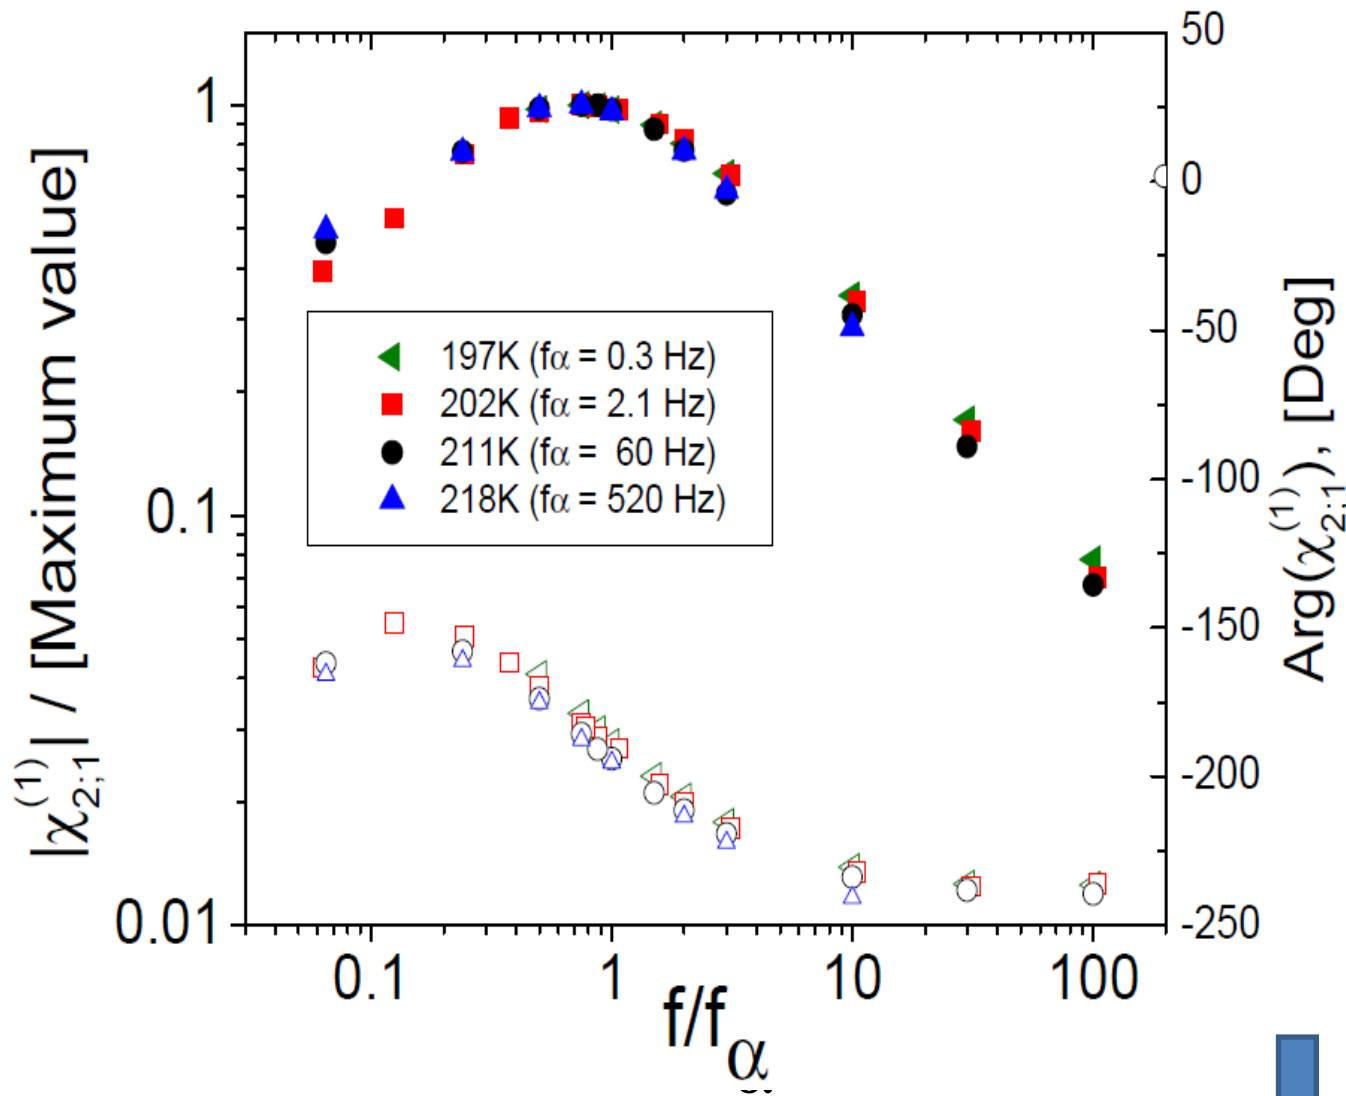 |χ₂;₁⁽¹⁾| / [Maximum value]
1
0.1
0.01
197K (fα = 0.3 Hz)
202K (fα = 2.1 Hz)
211K (fα = 60 Hz)
218K (fα = 520 Hz)
50
0
-50
-100
-150
-200
-250
Arg(χ₂;₁⁽¹⁾), [Deg]
0.1 1 10 100
f/fα